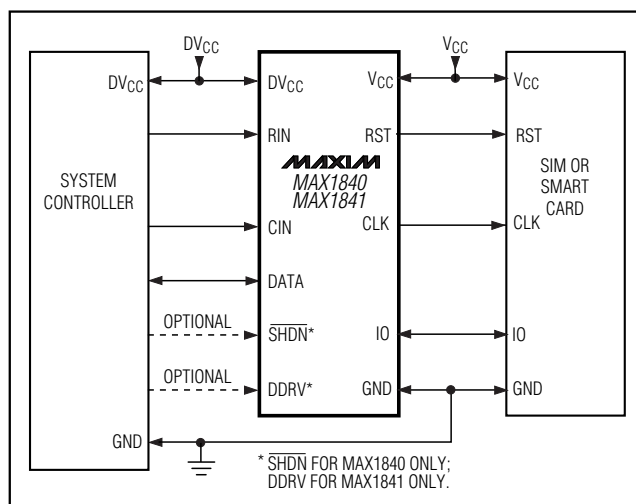 DVCC VCC
DVCC DVCC VCC VCC
RIN RST RST
MAXIM
MAX1840
MAX1841
SYSTEM
CONTROLLER
SIM OR
SMART
CARD
CIN CLK CLK
DATA
OPTIONAL SHDN* IO IO
OPTIONAL DDRV* GND GND
GND
* SHDN FOR MAX1840 ONLY;
DDRV FOR MAX1841 ONLY.